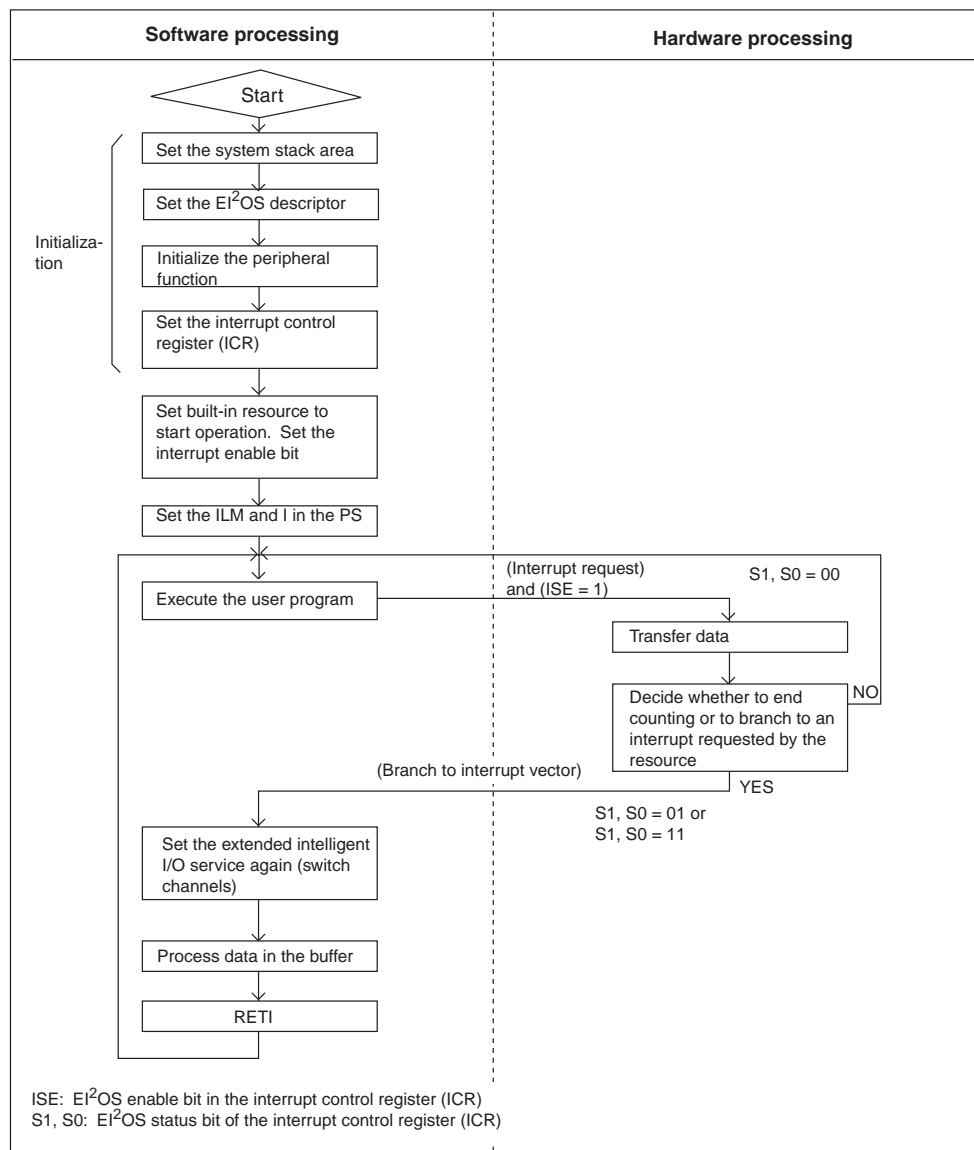 Software processing
Hardware processing
Start
Set the system stack area
Set the EI²OS descriptor
Initializa-
tion
Initialize the peripheral
function
Set the interrupt control
register (ICR)
Set built-in resource to
start operation.  Set the
interrupt enable bit
Set the ILM and I in the PS
(Interrupt request)
and (ISE = 1)
S1, S0 = 00
Execute the user program
Transfer data
NO
Decide whether to end
counting or to branch to an
interrupt requested by the
resource
(Branch to interrupt vector)
YES
S1, S0 = 01 or
S1, S0 = 11
Set the extended intelligent
I/O service again (switch
channels)
Process data in the buffer
RETI
ISE:  EI²OS enable bit in the interrupt control register (ICR)
S1, S0:  EI²OS status bit of the interrupt control register (ICR)